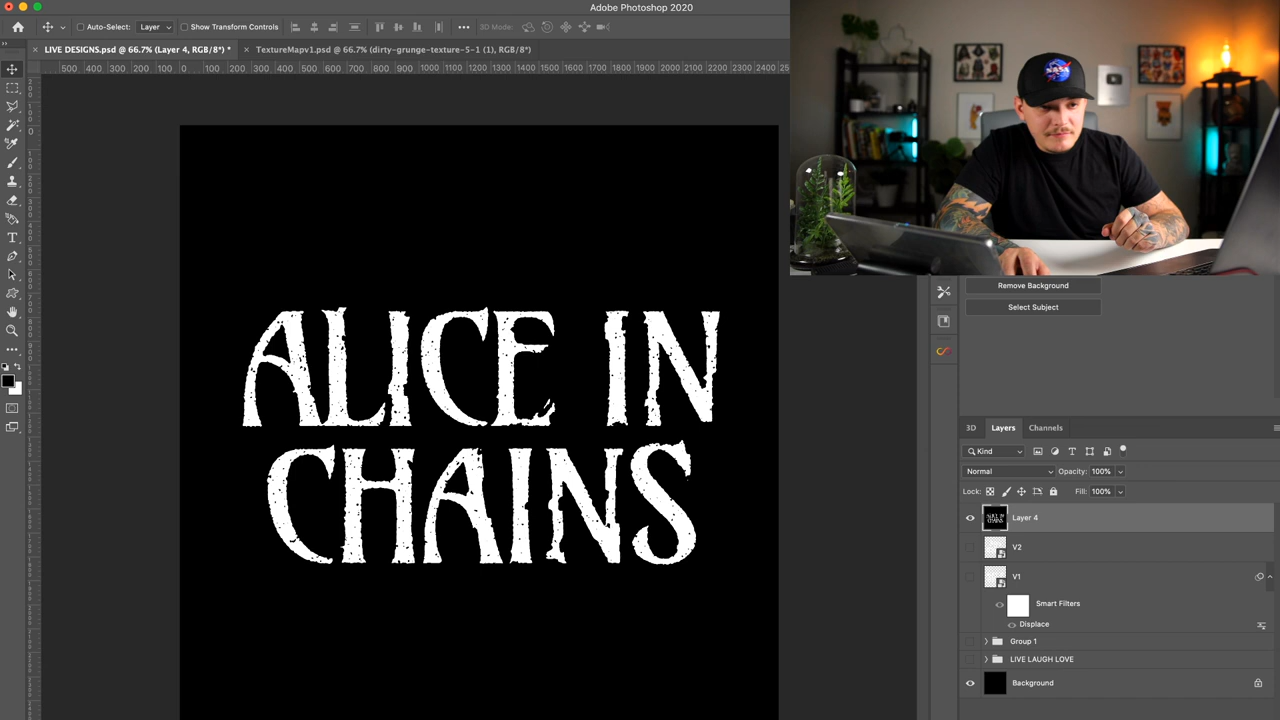 Adobe Photoshop 2020
Auto-Select: Layer Show Transform Controls 3D Mode:
LIVE DESIGNS.psd @ 66.7% (Layer 4, RGB/8*) *
TextureMapv1.psd @ 66.7% (dirty-grunge-texture-5-1 (1), RGB/8*)
500 400 300 200 100 0 100 200 300 400 500 600 700 800 900 1000 1100 1200 1300 1400 1500 1600 1700 1800 1900 2000 2100 2200 2300 2400
ALICE IN
CHAINS
Remove Background
Select Subject
3D Layers Channels
Kind
Normal Opacity: 100%
Lock: Fill: 100%
Layer 4
V2
V1
Smart Filters
Displace
Group 1
LIVE LAUGH LOVE
Background